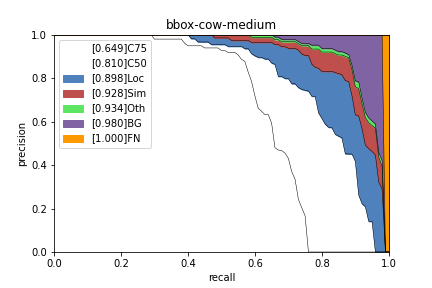 bbox-cow-medium
precision
1.0
0.8
0.6
0.4
0.2
0.0
[0.649]C75
[0.810]C50
[0.898]Loc
[0.928]Sim
[0.934]Oth
[0.980]BG
[1.000]FN
0.0 0.2 0.4 0.6 0.8 1.0
recall